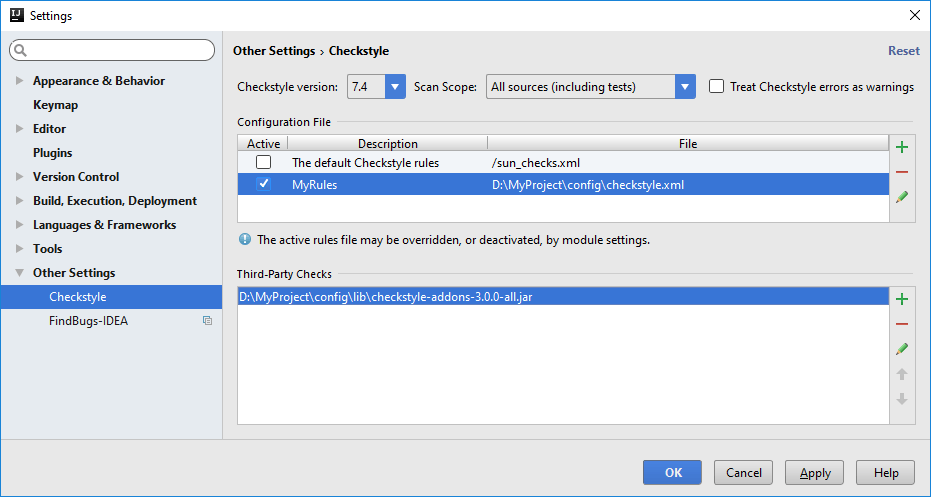 Settings
Other Settings › Checkstyle
Reset
Appearance & Behavior
Keymap
Editor
Plugins
Version Control
Build, Execution, Deployment
Languages & Frameworks
Tools
Other Settings
Checkstyle
FindBugs-IDEA
Checkstyle version: 7.4 Scan Scope: All sources (including tests) Treat Checkstyle errors as warnings
Configuration File
Active Description File
The default Checkstyle rules /sun_checks.xml
MyRules D:\MyProject\config\checkstyle.xml
The active rules file may be overridden, or deactivated, by module settings.
Third-Party Checks
D:\MyProject\config\lib\checkstyle-addons-3.0.0-all.jar
OK Cancel Apply Help